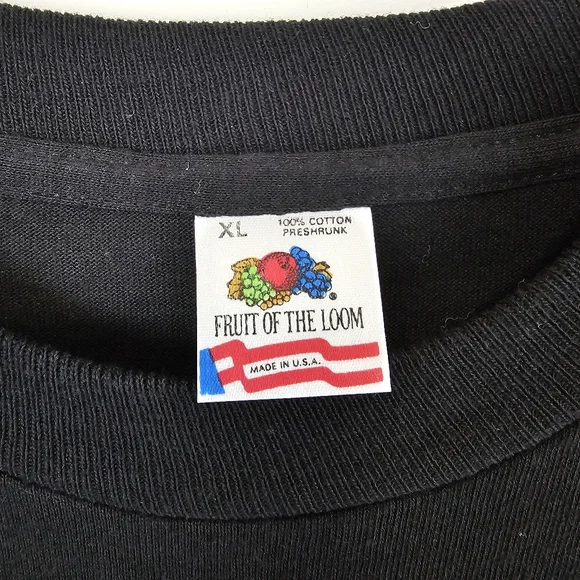 XL
100% COTTON
PRESHRUNK
®
FRUIT OF THE LOOM
MADE IN U.S.A.